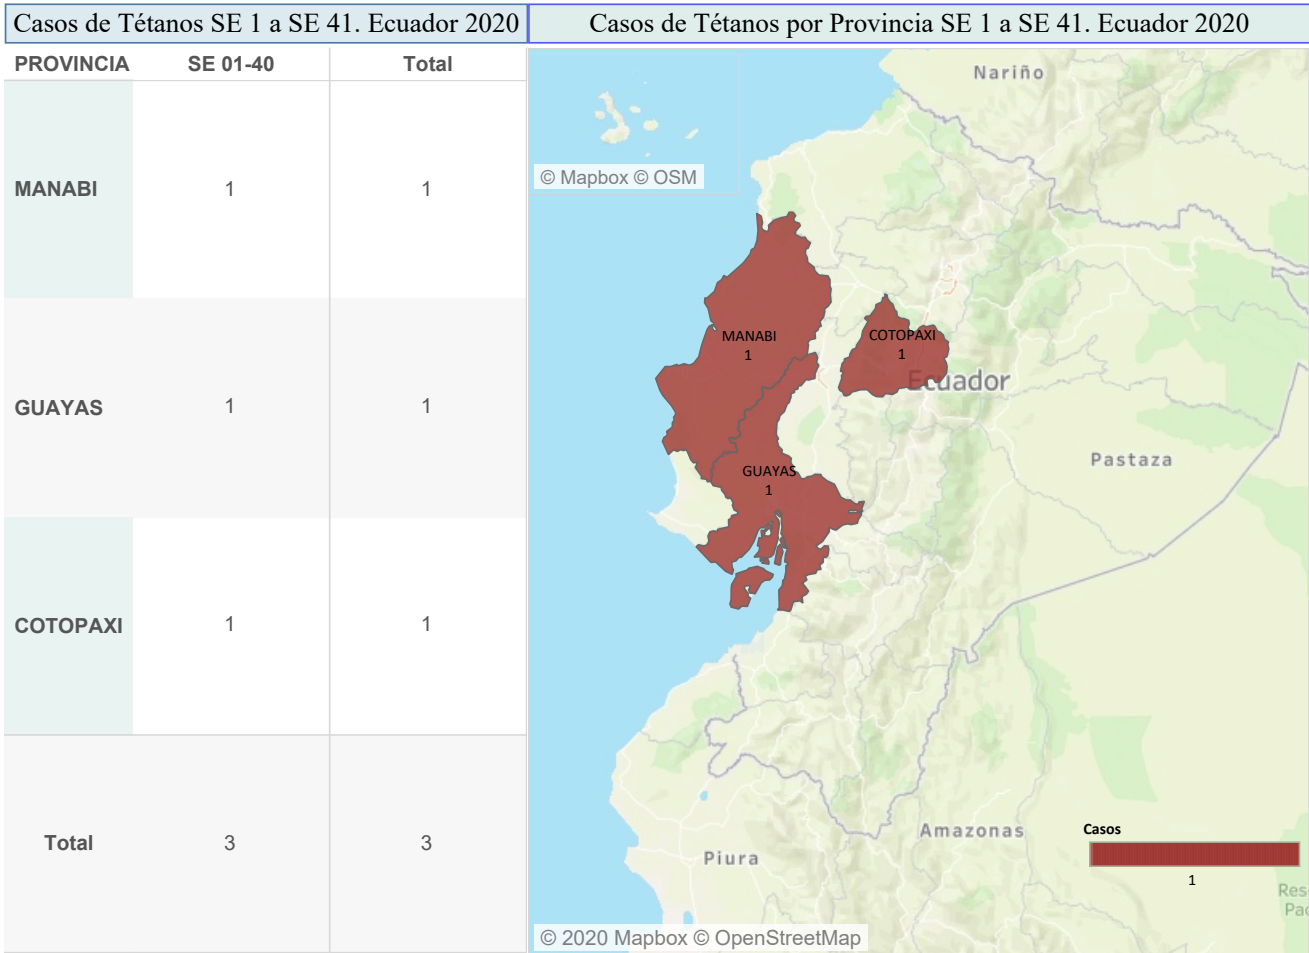 Casos de Tétanos SE 1 a SE 41. Ecuador 2020
PROVINCIA SE 01-40 Total
MANABI 1 1
GUAYAS 1 1
COTOPAXI 1 1
Total 3 3
Casos de Tétanos por Provincia SE 1 a SE 41. Ecuador 2020
Nariño
© Mapbox © OSM
MANABI
1
COTOPAXI
1
Ecuador
Pastaza
GUAYAS
1
Amazonas
Piura
Casos
1
Res
Pac
© 2020 Mapbox © OpenStreetMap